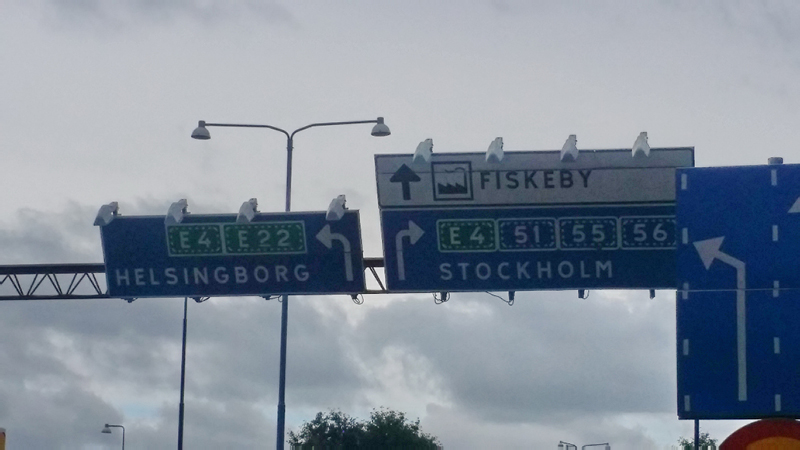 E4 E22
HELSINGBORG
FISKEBY
E4 51 55 56
STOCKHOLM